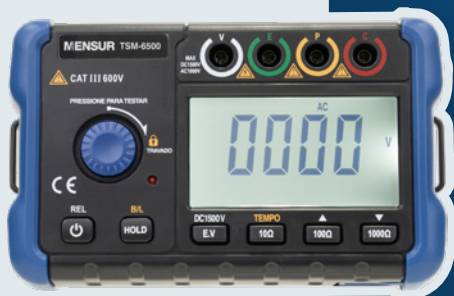 MENSUR TSM-6500
V E P C
MAX
DC1500V
AC1000V
CAT III 600V
PRESSIONE PARA TESTAR
TRAVADO
CE
AC
0000 V
REL B/L
HOLD
DC1500V TEMPO ▲ ▼
E.V 10Ω 100Ω 1000Ω